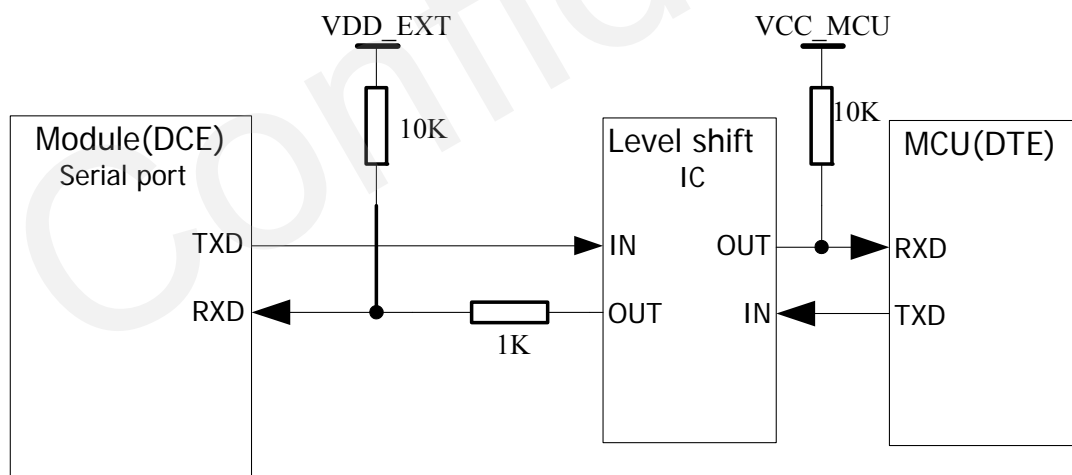 VDD_EXT
VCC_MCU
10K
10K
Module(DCE)
Serial port
Level shift
IC
MCU(DTE)
TXD
IN
OUT
RXD
RXD
1K
OUT
IN
TXD